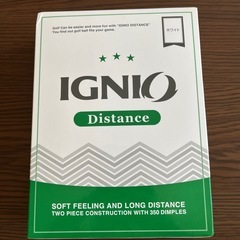 Golf Can be easier and more fun with "IGNIO DISTANCE"
You find out golf ball fits your game.
ホワイト
IGNIO
Distance
SOFT FEELING AND LONG DISTANCE
TWO PIECE CONSTRUCTION WITH 350 DIMPLES